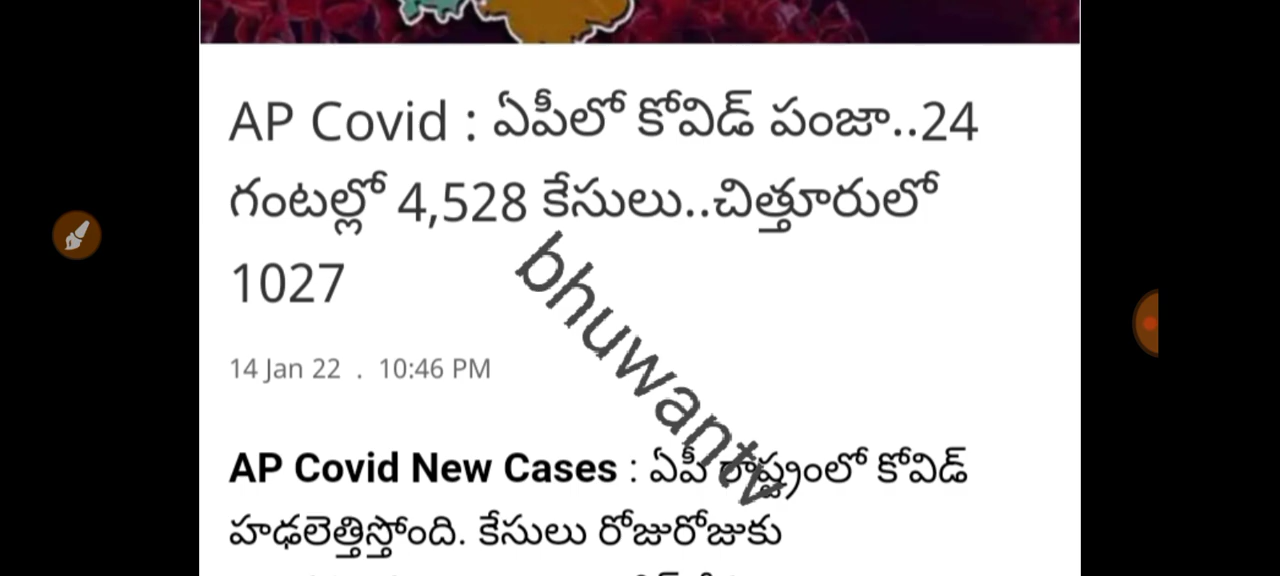 AP Covid : ఏపీలో కోవిడ్ పంజా..24
గంటల్లో 4,528 కేసులు..చిత్తూరులో
1027
bhuwantv
14 Jan 22 . 10:46 PM
AP Covid New Cases : ఏపీ రాష్ట్రంలో కోవిడ్
హఢలెత్తిస్తోంది. కేసులు రోజురోజుకు